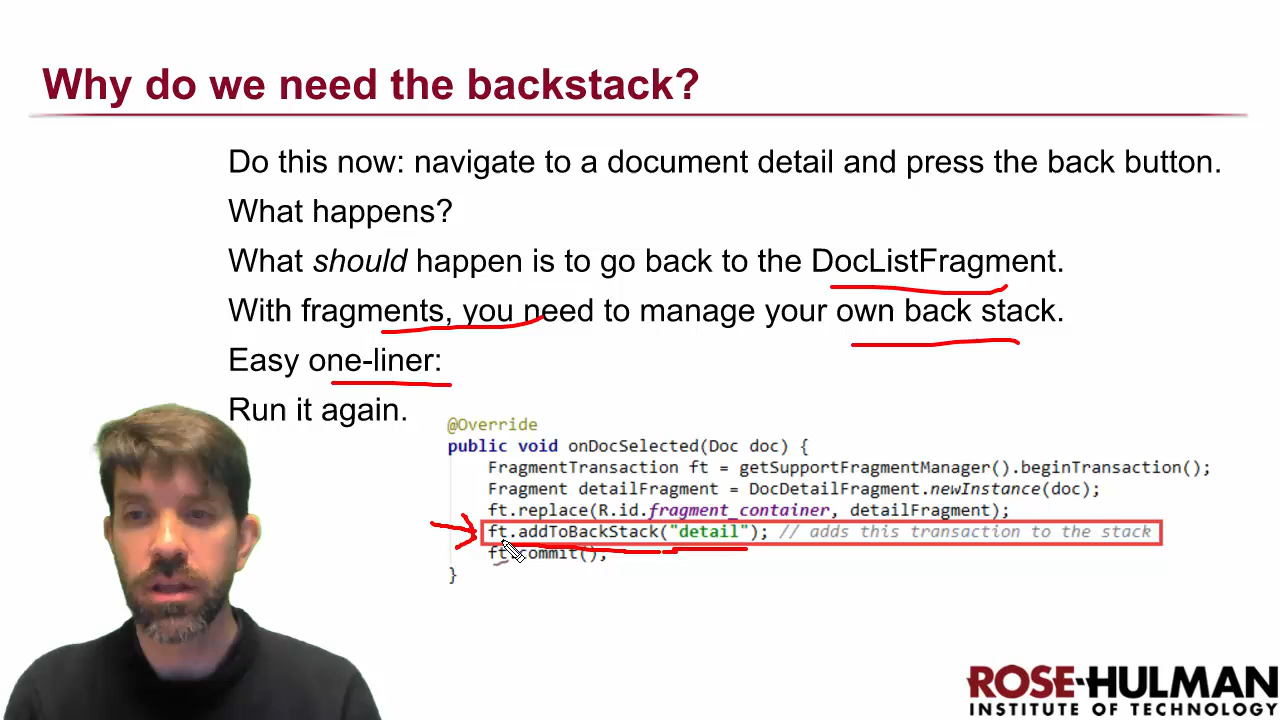 Why do we need the backstack?
Do this now: navigate to a document detail and press the back button.
What happens?
What should happen is to go back to the DocListFragment.
With fragments, you need to manage your own back stack.
Easy one-liner:
Run it again.
@Override
public void onDocSelected(Doc doc) {
FragmentTransaction ft = getSupportFragmentManager().beginTransaction();
Fragment detailFragment = DocDetailFragment.newInstance(doc);
ft.replace(R.id.fragment_container, detailFragment);
ft.addToBackStack("detail"); // adds this transaction to the stack
ft.commit();
}
ROSE-HULMAN
INSTITUTE OF TECHNOLOGY